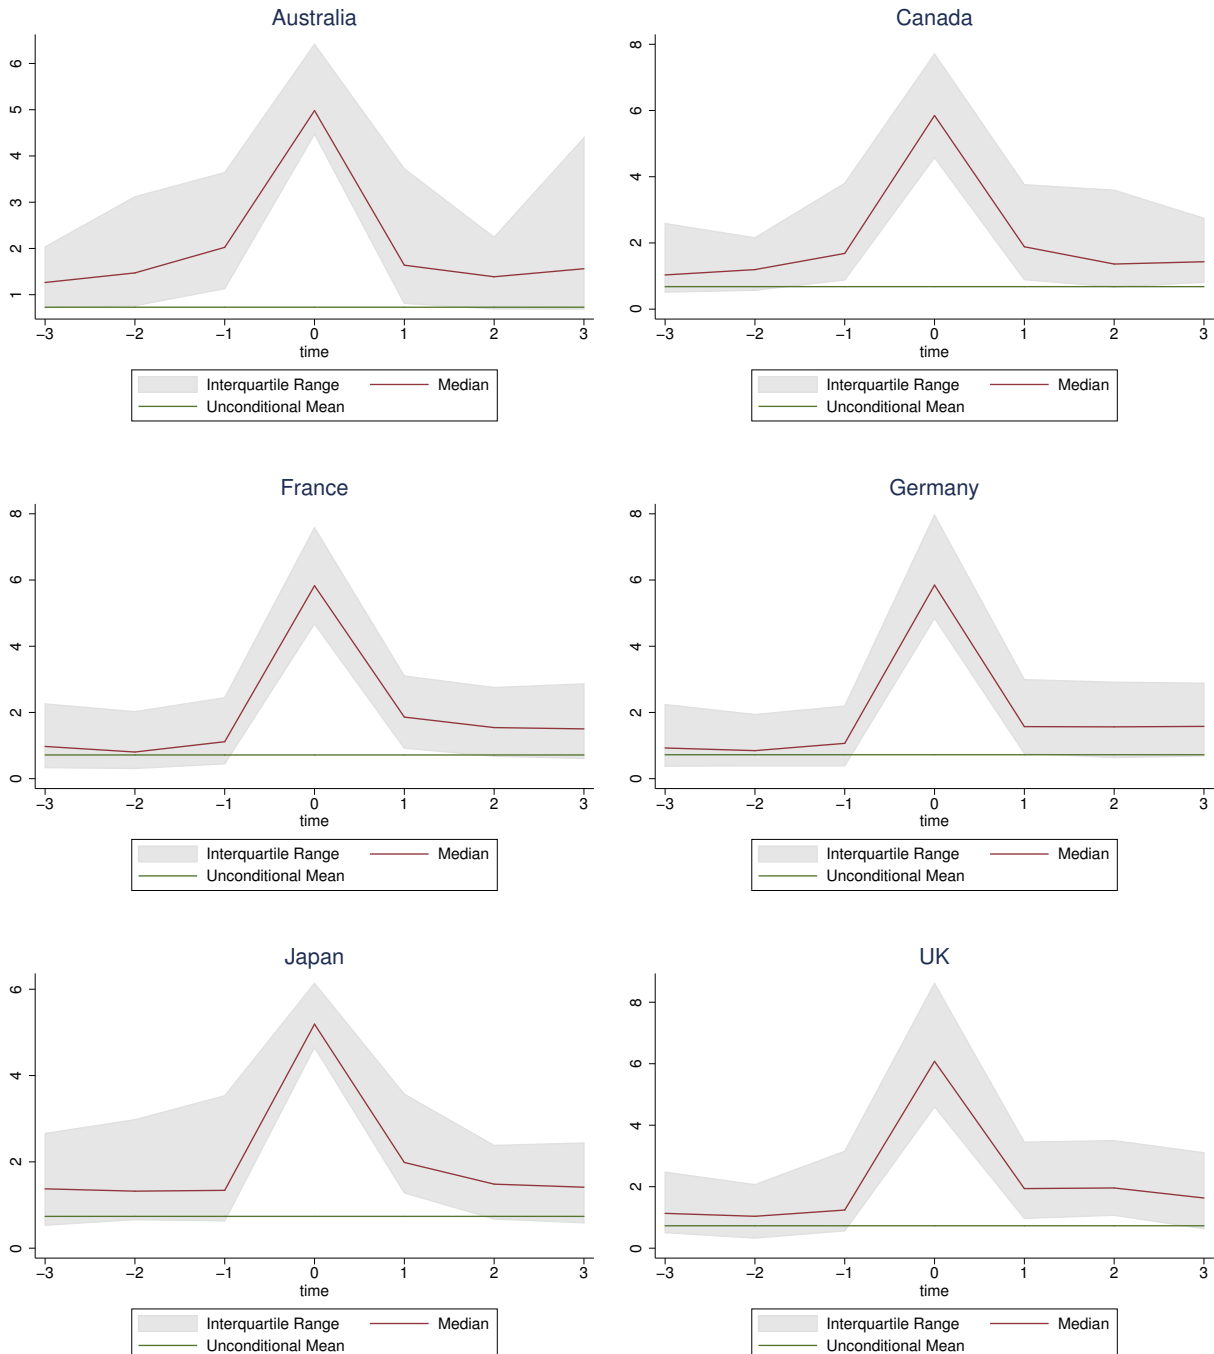 Australia
6
5
4
3
2
1
−3 −2 −1 0 1 2 3
time
Interquartile Range Median
Unconditional Mean
Canada
8
6
4
2
0
−3 −2 −1 0 1 2 3
time
Interquartile Range Median
Unconditional Mean
France
8
6
4
2
0
−3 −2 −1 0 1 2 3
time
Interquartile Range Median
Unconditional Mean
Germany
8
6
4
2
0
−3 −2 −1 0 1 2 3
time
Interquartile Range Median
Unconditional Mean
Japan
6
4
2
0
−3 −2 −1 0 1 2 3
time
Interquartile Range Median
Unconditional Mean
UK
8
6
4
2
0
−3 −2 −1 0 1 2 3
time
Interquartile Range Median
Unconditional Mean